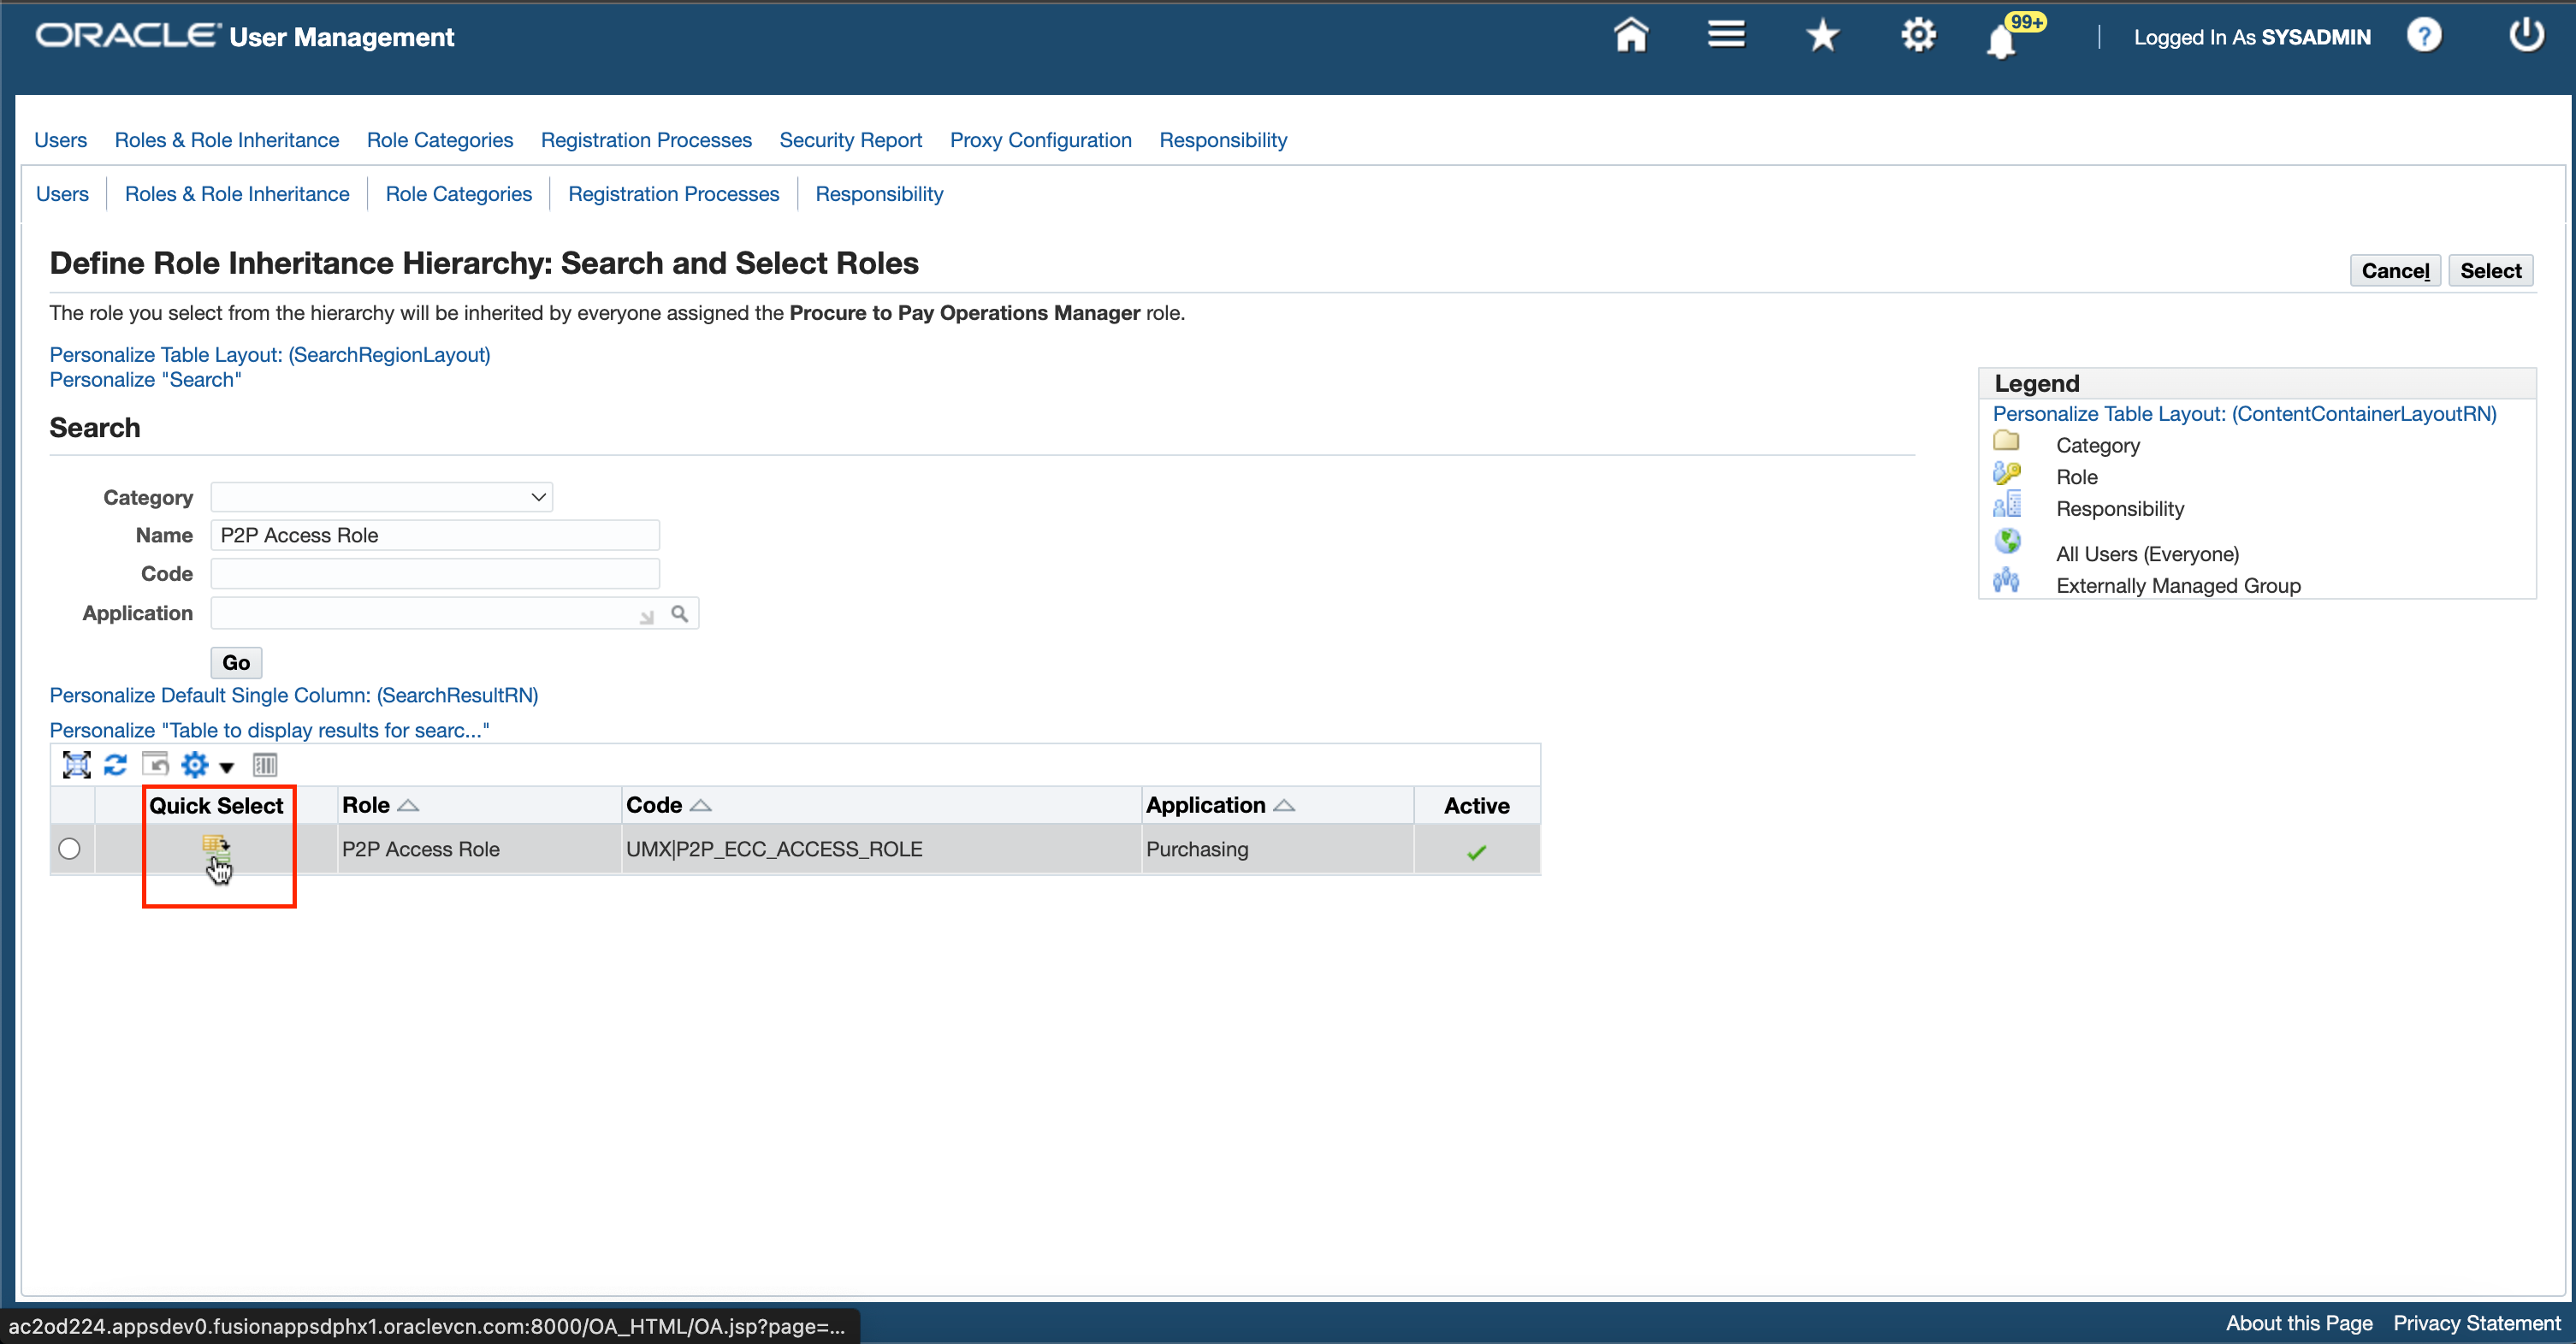 ORACLE User Management
99+
Logged In As SYSADMIN
?
Users Roles & Role Inheritance Role Categories Registration Processes Security Report Proxy Configuration Responsibility
Users Roles & Role Inheritance Role Categories Registration Processes Responsibility
Define Role Inheritance Hierarchy: Search and Select Roles
Cancel Select
The role you select from the hierarchy will be inherited by everyone assigned the Procure to Pay Operations Manager role.
Personalize Table Layout: (SearchRegionLayout)
Personalize "Search"
Search
Category
Name P2P Access Role
Code
Application
Go
Legend
Personalize Table Layout: (ContentContainerLayoutRN)
Category
Role
Responsibility
All Users (Everyone)
Externally Managed Group
Personalize Default Single Column: (SearchResultRN)
Personalize "Table to display results for searc..."
Quick Select Role Code Application Active
P2P Access Role UMX|P2P_ECC_ACCESS_ROLE Purchasing
ac2od224.appsdev0.fusionappsdphx1.oraclevcn.com:8000/OA_HTML/OA.jsp?page=...
About this Page Privacy Statement